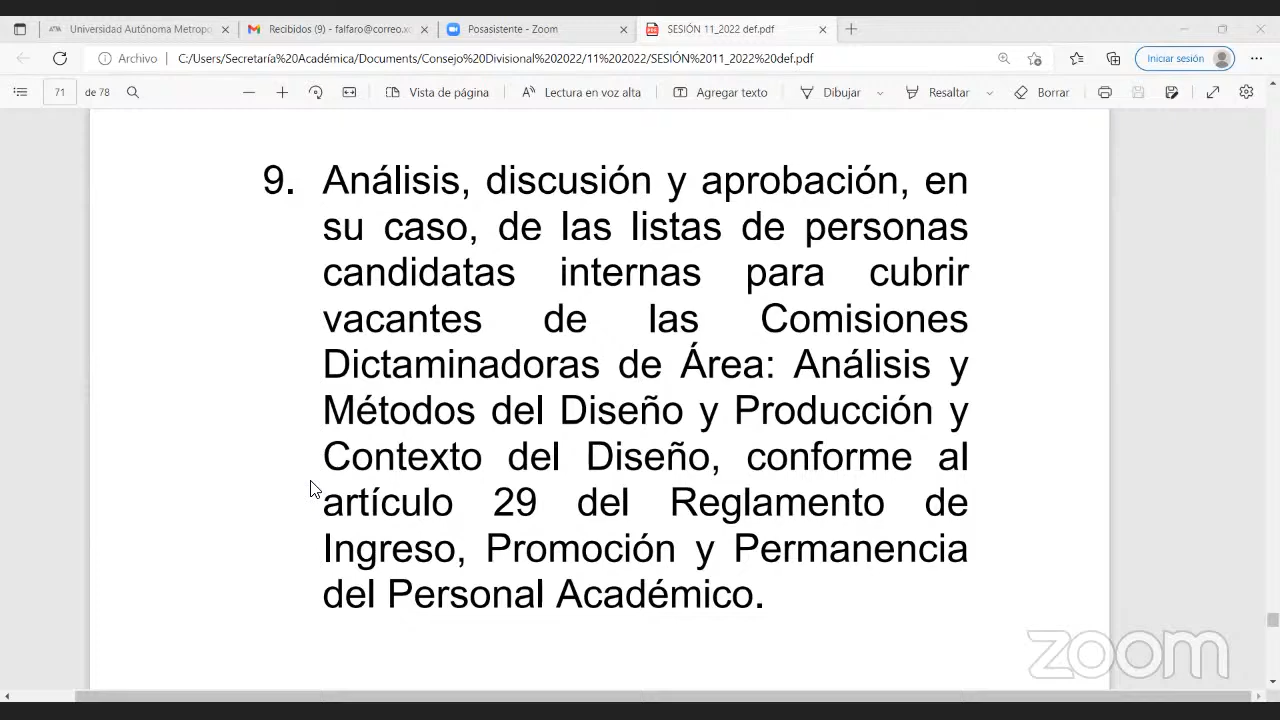 Universidad Autónoma Metropo
Recibidos (9) - falfaro@correo.xo
Posasistente - Zoom
SESIÓN 11_2022 def.pdf
Archivo
C:/Users/Secretaría%20Académica/Documents/Consejo%20Divisional%202022/11%202022/SESIÓN%2011_2022%20def.pdf
Iniciar sesión
71 de 78
Vista de página
Lectura en voz alta
Agregar texto
Dibujar
Resaltar
Borrar
9. Análisis, discusión y aprobación, en
su caso, de las listas de personas
candidatas internas para cubrir
vacantes de las Comisiones
Dictaminadoras de Área: Análisis y
Métodos del Diseño y Producción y
Contexto del Diseño, conforme al
artículo 29 del Reglamento de
Ingreso, Promoción y Permanencia
del Personal Académico.
zoom